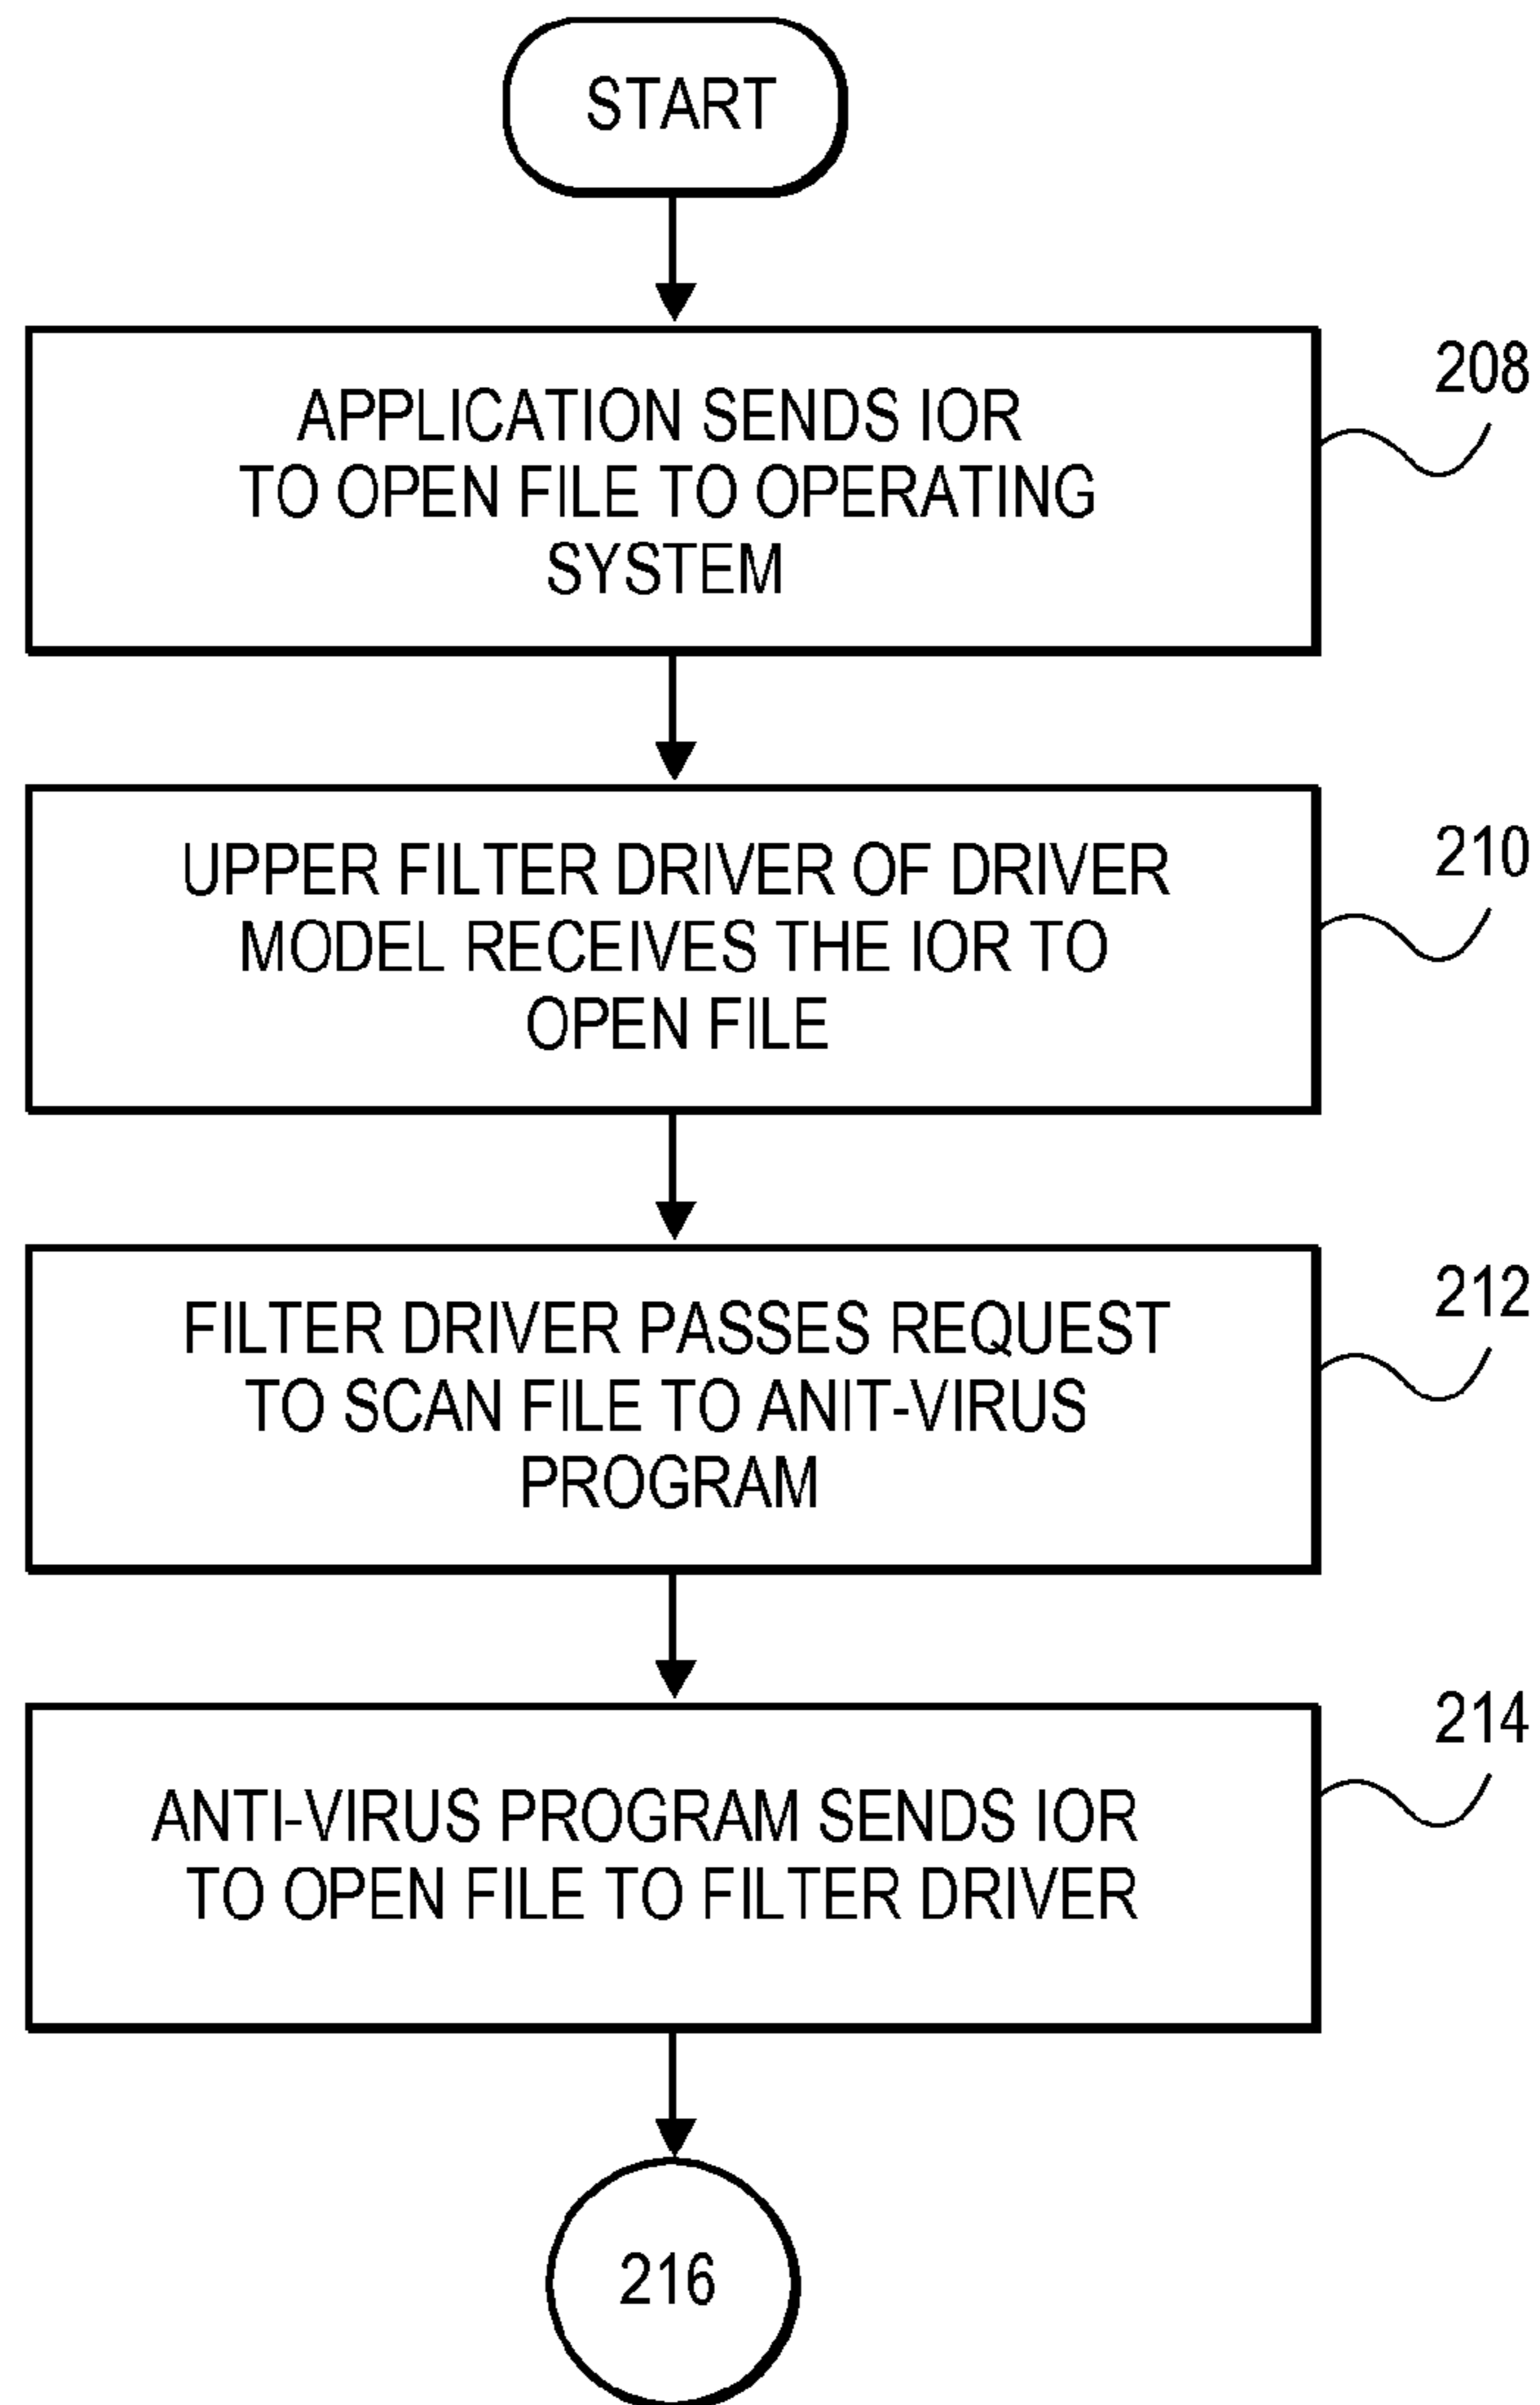 START
APPLICATION SENDS IOR
TO OPEN FILE TO OPERATING
SYSTEM
208
UPPER FILTER DRIVER OF DRIVER
MODEL RECEIVES THE IOR TO
OPEN FILE
210
FILTER DRIVER PASSES REQUEST
TO SCAN FILE TO ANIT-VIRUS
PROGRAM
212
ANTI-VIRUS PROGRAM SENDS IOR
TO OPEN FILE TO FILTER DRIVER
214
216